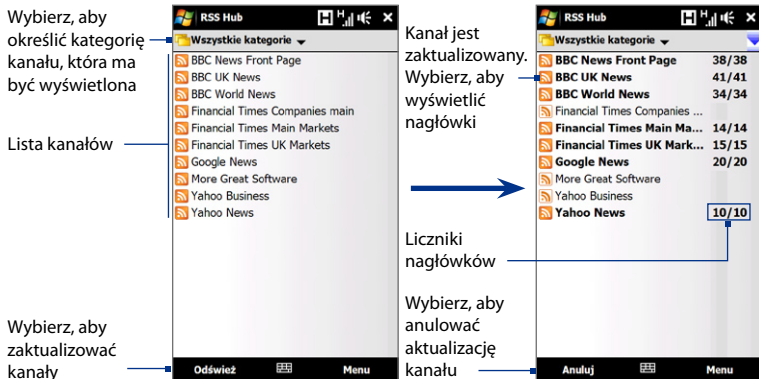 Wybierz, aby
określić kategorię
kanału, która ma
być wyświetlona
Lista kanałów
Wybierz, aby
zaktualizować
kanały
RSS Hub
H
Wszystkie kategorie
BBC News Front Page
BBC UK News
BBC World News
Financial Times Companies main
Financial Times Main Markets
Financial Times UK Markets
Google News
More Great Software
Yahoo Business
Yahoo News
Odśwież
Menu
Kanał jest
zaktualizowany.
Wybierz, aby
wyświetlić
nagłówki
Liczniki
nagłówków
Wybierz, aby
anulować
aktualizację
kanału
RSS Hub
H
Wszystkie kategorie
BBC News Front Page 38/38
BBC UK News 41/41
BBC World News 34/34
Financial Times Companies ...
Financial Times Main Ma... 14/14
Financial Times UK Mark... 15/15
Google News 20/20
More Great Software
Yahoo Business
Yahoo News 10/10
Anuluj
Menu